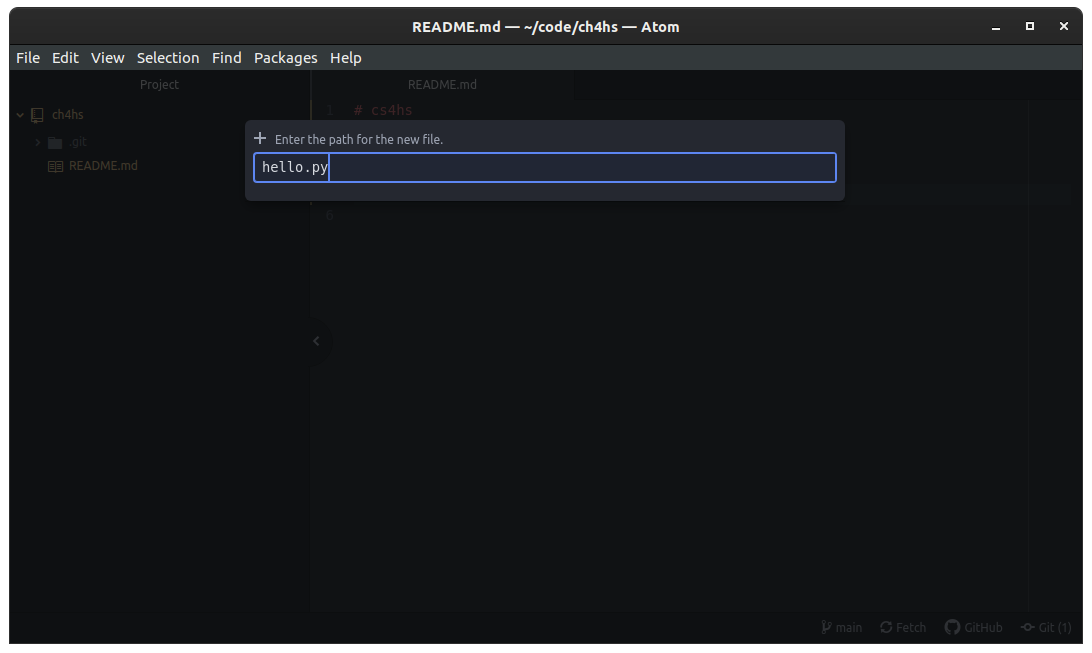 README.md — ~/code/ch4hs — Atom
File Edit View Selection Find Packages Help
Project
README.md
ch4hs
.git
README.md
1 # cs4hs
Enter the path for the new file.
hello.py
6
main Fetch GitHub Git (1)